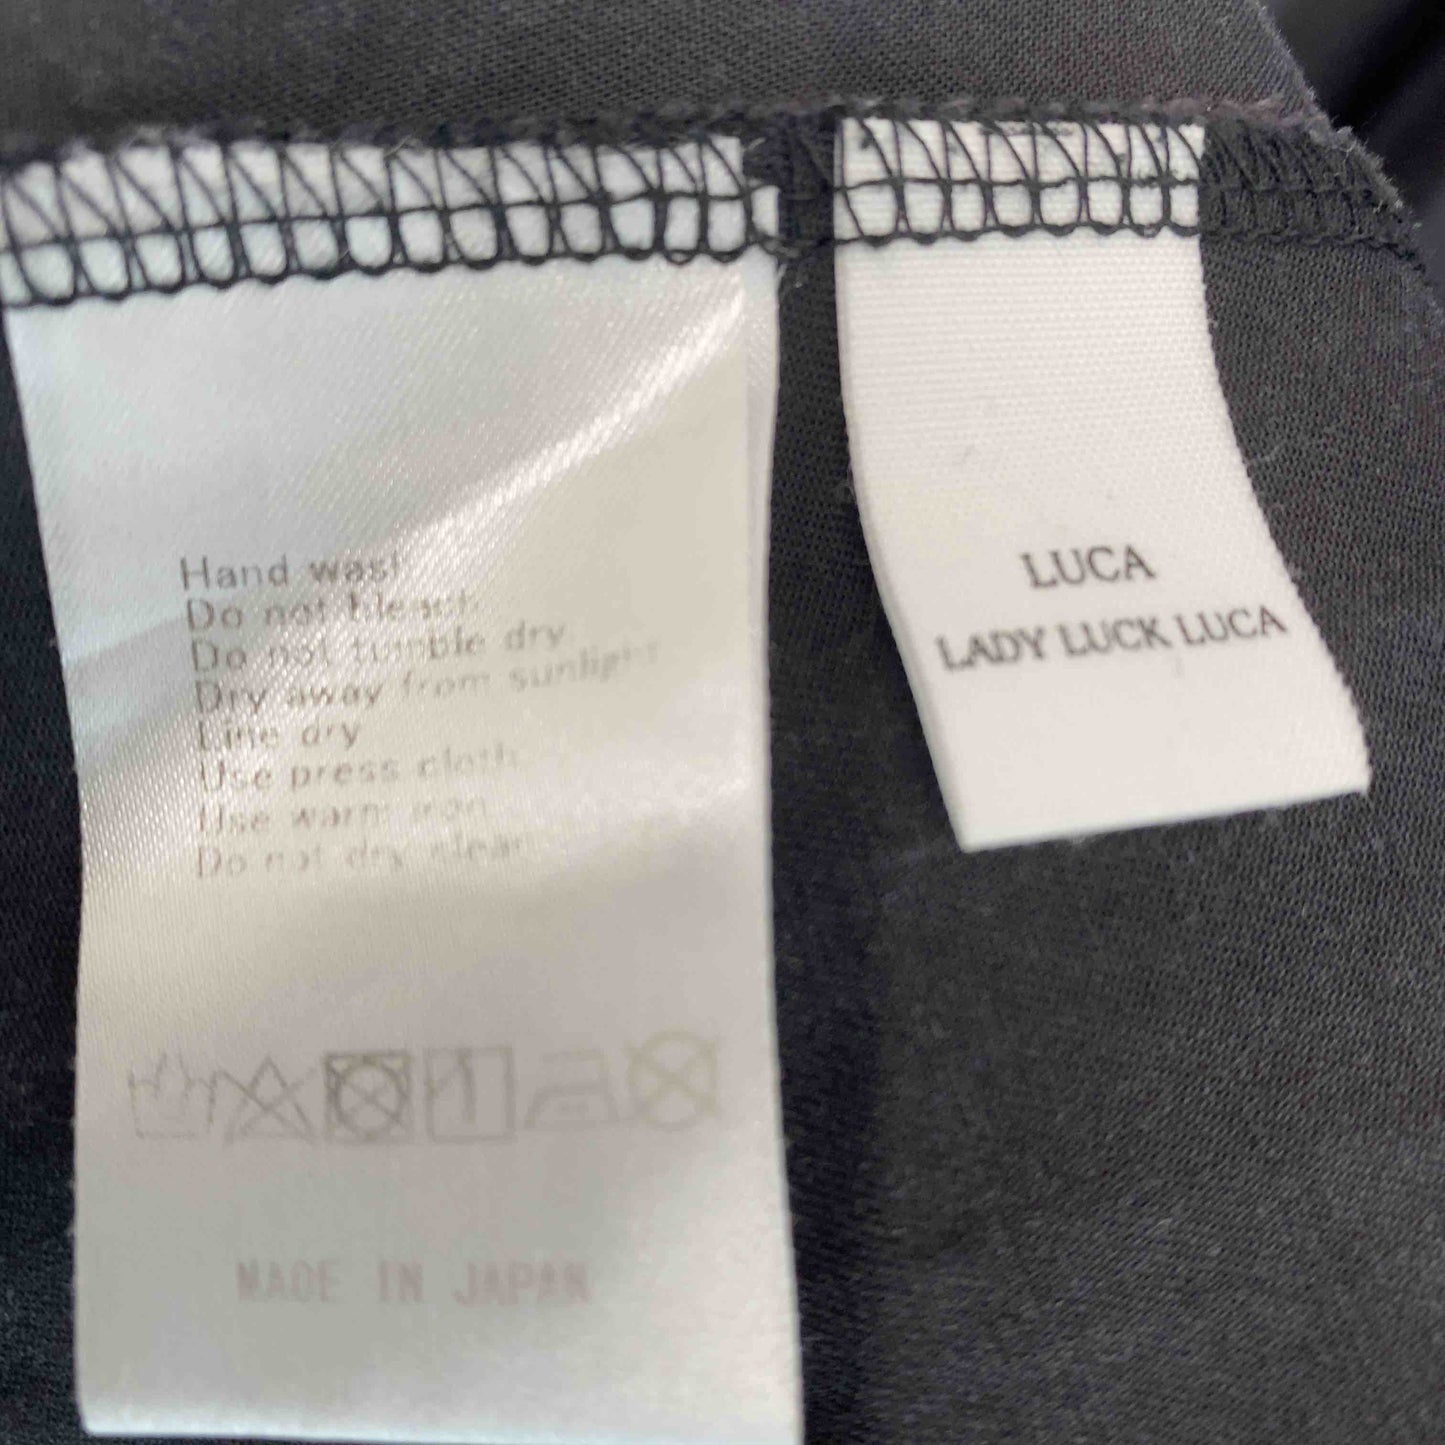 Hand wash
Do not bleach
Do not tumble dry
Dry away from sunlight
Line dry
Use press cloth
Use warm iron
Do not dry clean
MADE IN JAPAN
LUCA
LADY LUCK LUCA